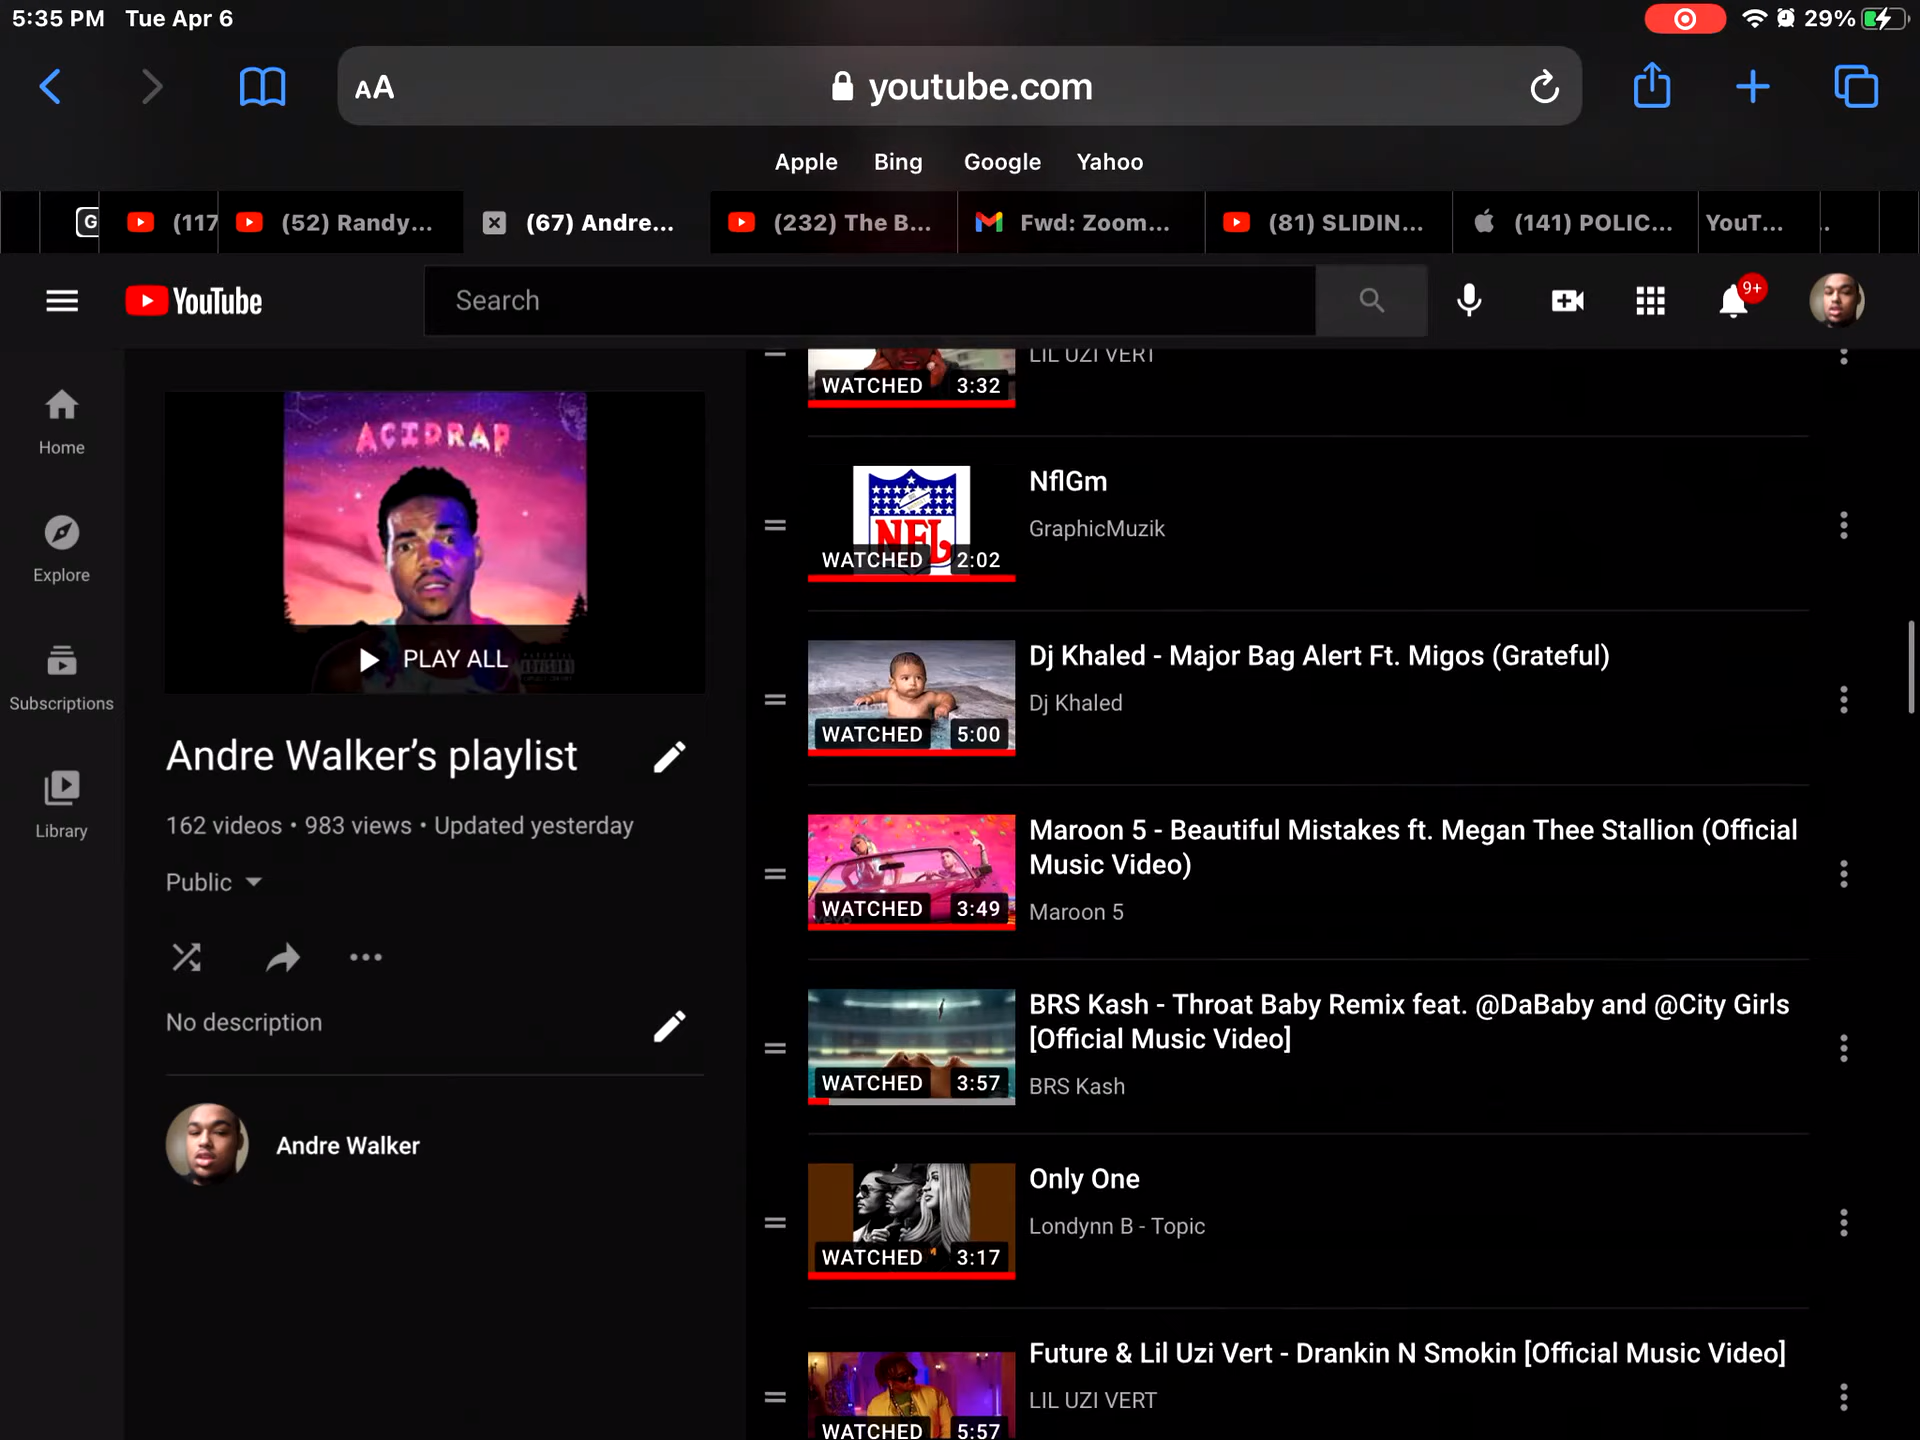 5:35 PM Tue Apr 6
29%
AA
youtube.com
Apple Bing Google Yahoo
G
(117
(52) Randy...
(67) Andre...
(232) The B...
Fwd: Zoom...
(81) SLIDIN...
(141) POLIC...
YouT...
..
YouTube
Search
9+
Home
Explore
Subscriptions
Library
ACIDRAP
PLAY ALL
Andre Walker’s playlist
162 videos • 983 views • Updated yesterday
Public
No description
Andre Walker
LIL UZI VERT
WATCHED 3:32
NflGm
GraphicMuzik
NFL
WATCHED 2:02
Dj Khaled - Major Bag Alert Ft. Migos (Grateful)
Dj Khaled
WATCHED 5:00
Maroon 5 - Beautiful Mistakes ft. Megan Thee Stallion (Official
Music Video)
Maroon 5
WATCHED 3:49
BRS Kash - Throat Baby Remix feat. @DaBaby and @City Girls
[Official Music Video]
BRS Kash
WATCHED 3:57
Only One
Londynn B - Topic
WATCHED 3:17
Future & Lil Uzi Vert - Drankin N Smokin [Official Music Video]
LIL UZI VERT
WATCHED 5:57